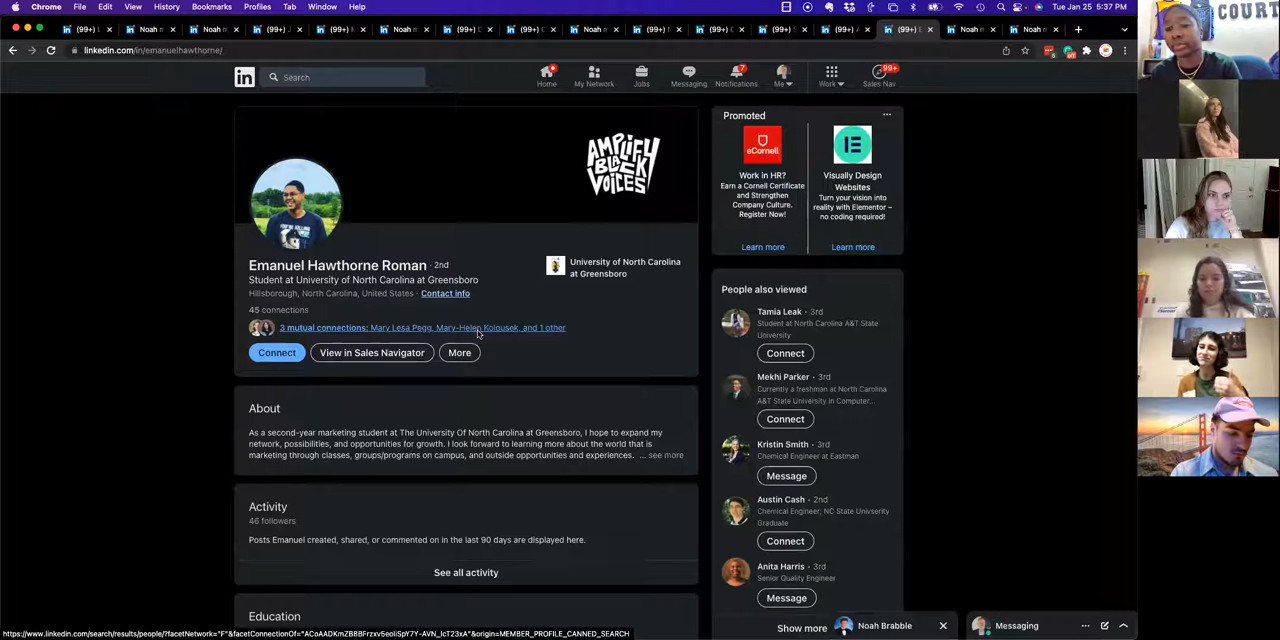 Chrome File Edit View History Bookmarks Profiles Tab Window Help
Tue Jan 25 5:37 PM
linkedin.com/in/emanuelhawthorne/
Search
Home
My Network
Jobs
Messaging
7
Notifications
Me
Work
99+
Sales Nav
COURT
AMPLIFY
BLACK
VOICES
Emanuel Hawthorne Roman · 2nd
Student at University of North Carolina at Greensboro
Hillsborough, North Carolina, United States · Contact info
45 connections
3 mutual connections: Mary Lesa Pegg, Mary-Helen Kolousek, and 1 other
Connect
View in Sales Navigator
More
University of North Carolina
at Greensboro
About
As a second-year marketing student at The University Of North Carolina at Greensboro, I hope to expand my
network, possibilities, and opportunities for growth. I look forward to learning more about the world that is
marketing through classes, groups/programs on campus, and outside opportunities and experiences. ... see more
Activity
46 followers
Posts Emanuel created, shared, or commented on in the last 90 days are displayed here.
See all activity
Education
Promoted
eCornell
Work in HR?
Earn a Cornell Certificate
and Strengthen
Company Culture.
Register Now!
Learn more
Visually Design
Websites
Turn your vision into
reality with Elementor –
no coding required!
Learn more
People also viewed
Tamia Leak · 3rd
Student at North Carolina A&T State
University
Connect
Mekhi Parker · 3rd
Currently a freshman at North Carolina
A&T State University in Computer...
Connect
Kristin Smith · 3rd
Chemical Engineer at Eastman
Message
Austin Cash · 2nd
Chemical Engineer, NC State Univserity
Graduate
Connect
Anita Harris · 3rd
Senior Quality Engineer
Message
Show more
Noah Brabble
Messaging